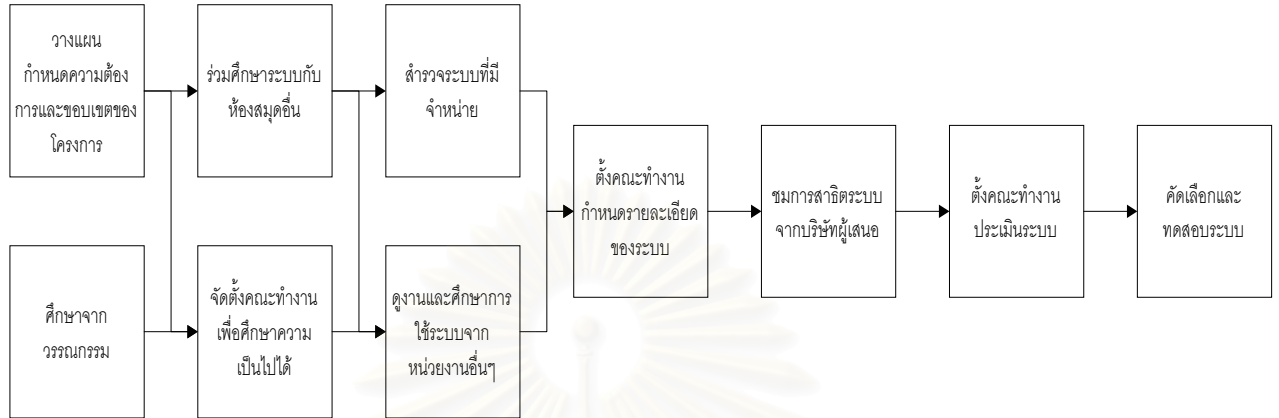 วางแผน
กำหนดความต้อง
การและขอบเขตของ
โครงการ
ร่วมศึกษาระบบกับ
ห้องสมุดอื่น
สำรวจระบบที่มี
จำหน่าย
ตั้งคณะทำงาน
กำหนดรายละเอียด
ของระบบ
ชมการสาธิตระบบ
จากบริษัทผู้เสนอ
ตั้งคณะทำงาน
ประเมินระบบ
คัดเลือกและ
ทดสอบระบบ
ศึกษาจาก
วรรณกรรม
จัดตั้งคณะทำงาน
เพื่อศึกษาความ
เป็นไปได้
ดูงานและศึกษาการ
ใช้ระบบจาก
หน่วยงานอื่นๆ